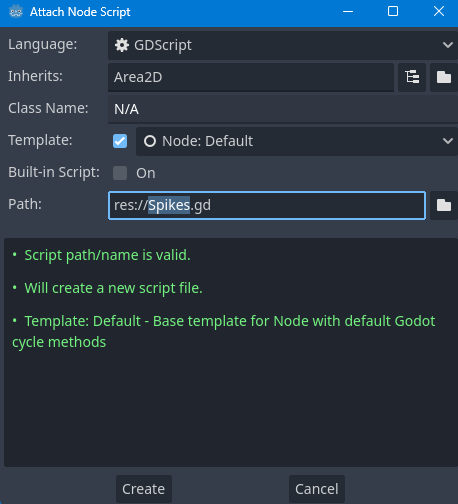 Attach Node Script
Language: GDScript
Inherits: Area2D
Class Name: N/A
Template: Node: Default
Built-in Script: On
Path: res://Spikes.gd
• Script path/name is valid.
• Will create a new script file.
• Template: Default - Base template for Node with default Godot
cycle methods
Create Cancel